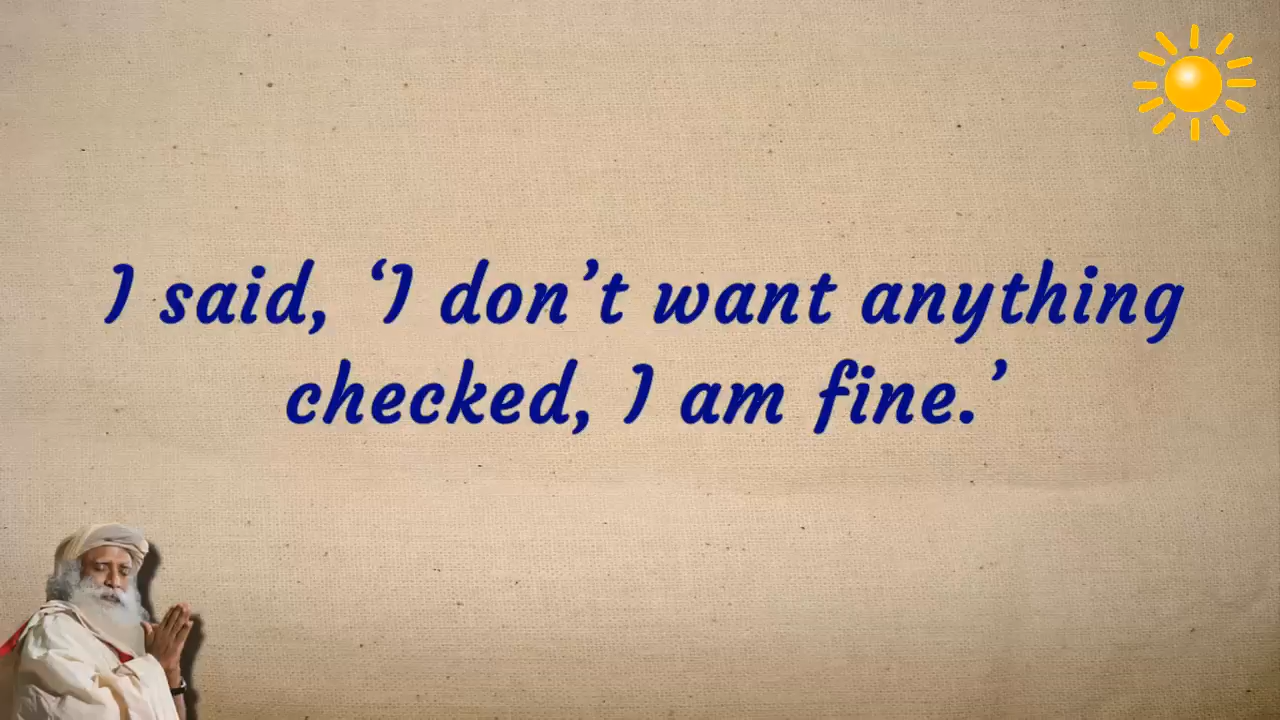 I said, ‘I don’t want anything
checked, I am fine.’